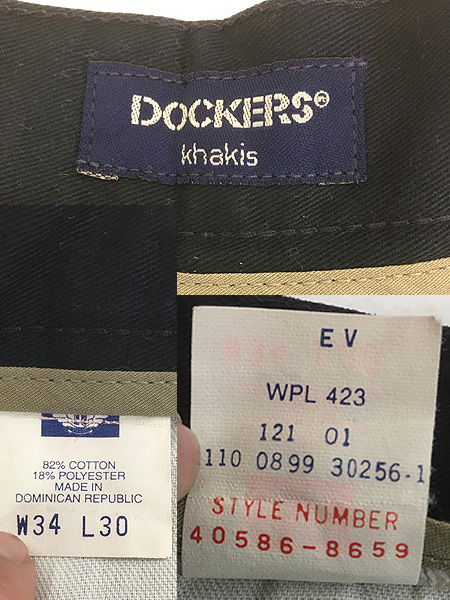 DOCKERS®
khakis
82% COTTON
18% POLYESTER
MADE IN
DOMINICAN REPUBLIC
W34 L30
EV
WPL 423
121 01
110 0899 30256-1
STYLE NUMBER
40586-8659